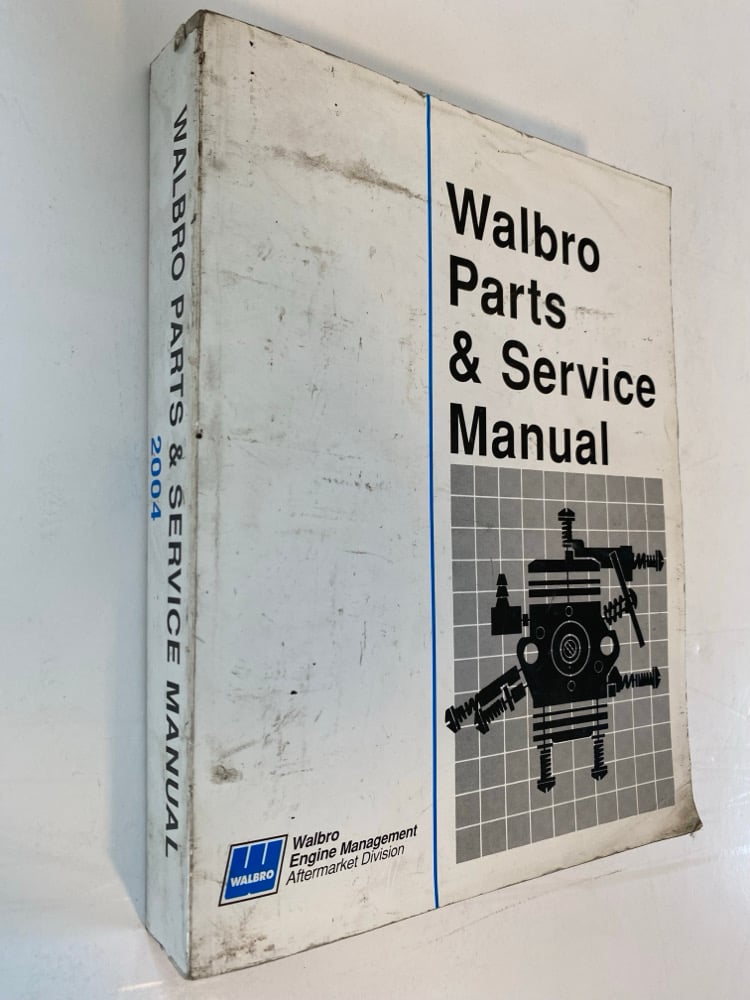 WALBRO PARTS & SERVICE MANUAL
2004
Walbro
Parts
& Service
Manual
WALBRO
Walbro
Engine Management
Aftermarket Division